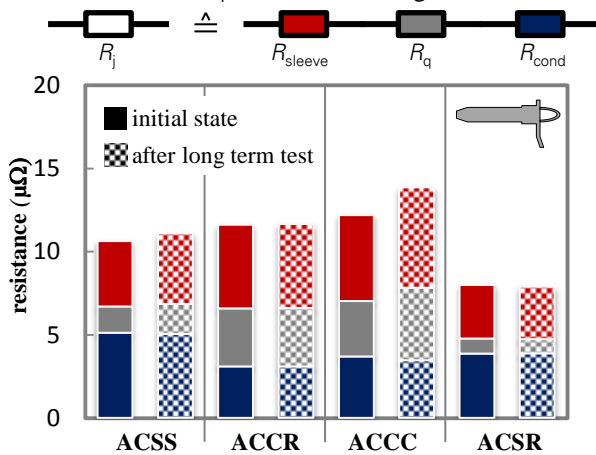 ≙
R_j R_sleeve R_q R_cond
20
15
10
5
0
resistance (μΩ)
initial state
after long term test
ACSS ACCR ACCC ACSR